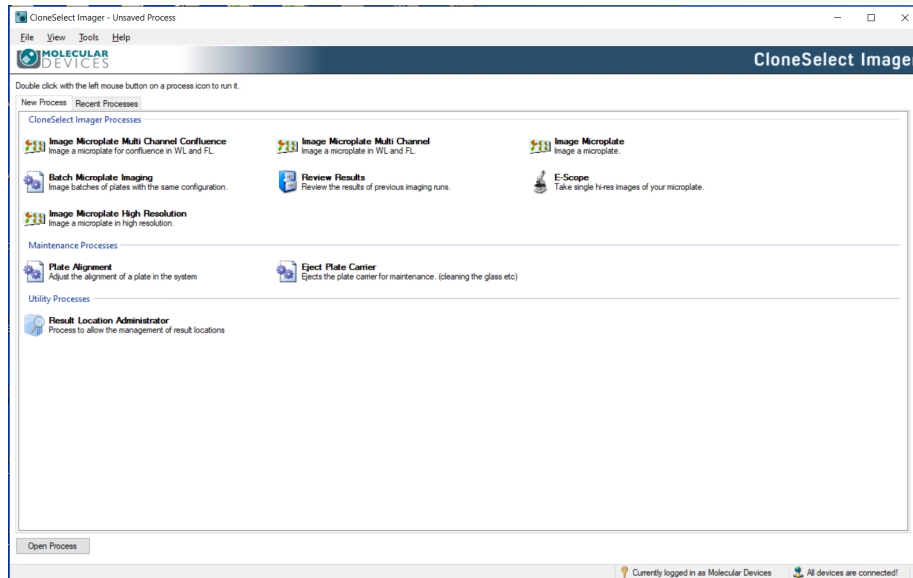 CloneSelect Imager - Unsaved Process
File View Tools Help
MOLECULAR
DEVICES
CloneSelect Image
Double click with the left mouse button on a process icon to run it.
New Process Recent Processes
CloneSelect Imager Processes
Image Microplate Multi Channel Confluence
Image a microplate for confluence in WL and FL.
Image Microplate Multi Channel
Image a microplate in WL and FL.
Image Microplate
Image a microplate.
Batch Microplate Imaging
Image batches of plates with the same configuration.
Review Results
Review the results of previous imaging runs.
E-Scope
Take single hi-res images of your microplate.
Image Microplate High Resolution
Image a microplate in high resolution.
Maintenance Processes
Plate Alignment
Adjust the alignment of a plate in the system
Eject Plate Carrier
Ejects the plate carrier for maintenance. (cleaning the glass etc)
Utility Processes
Result Location Administrator
Process to allow the management of result locations
Open Process
Currently logged in as Molecular Devices
All devices are connected!